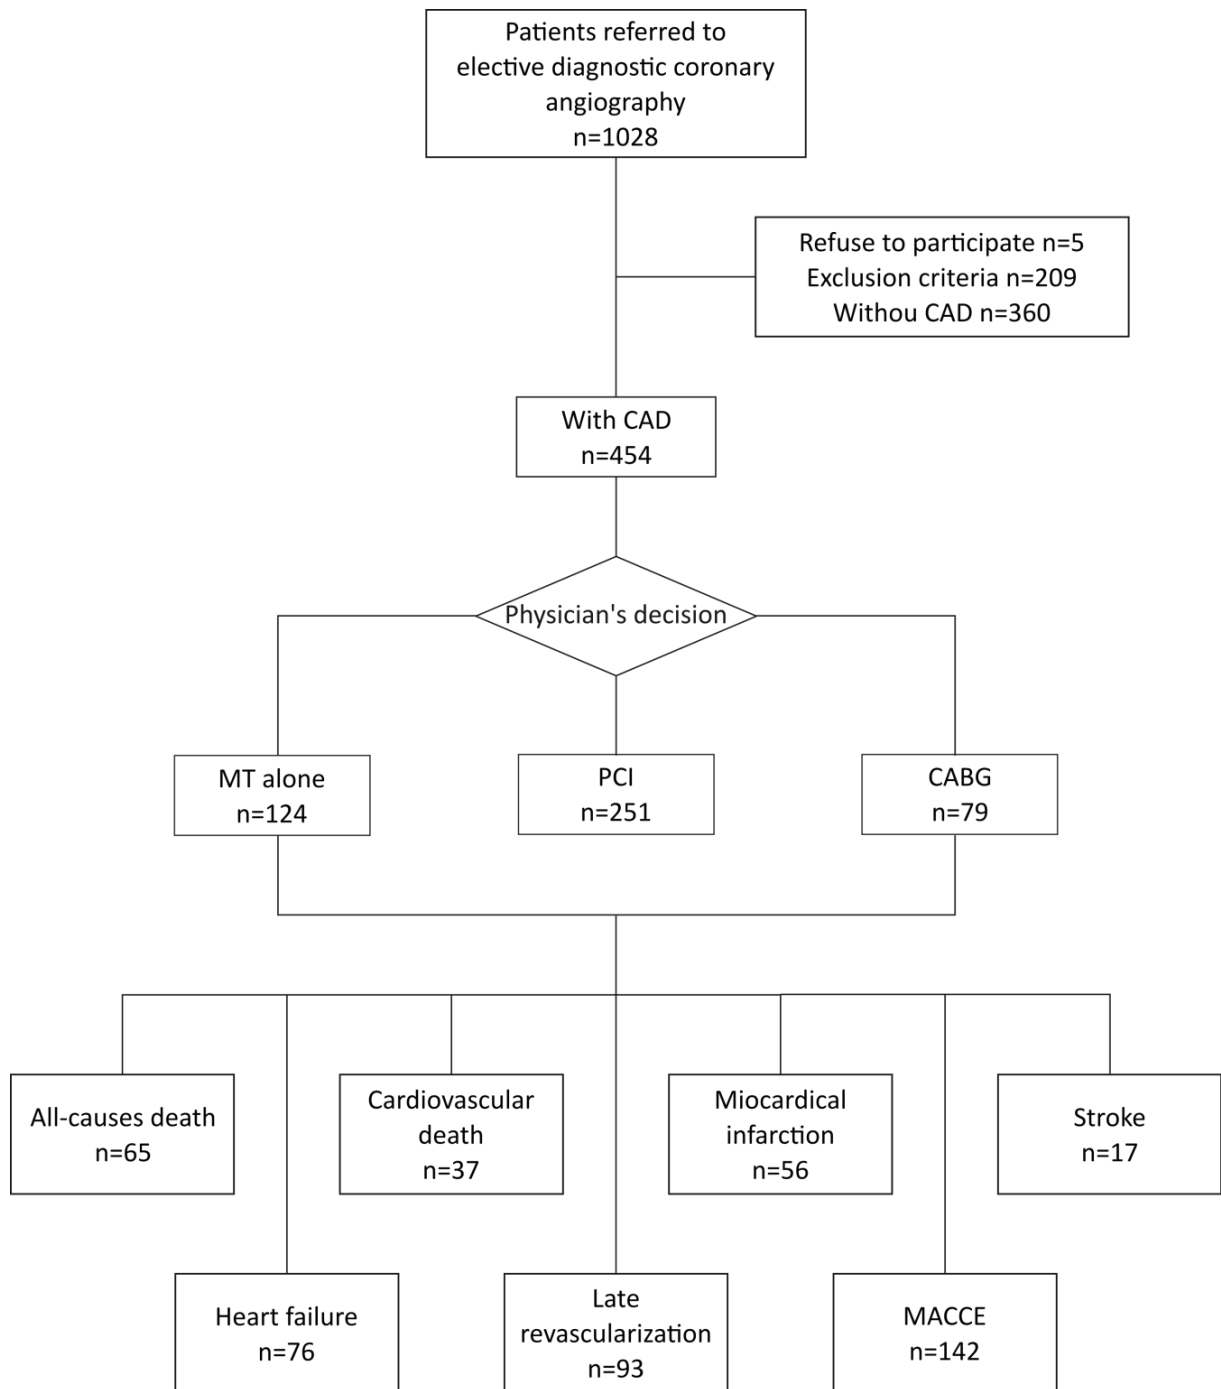 Patients referred to
elective diagnostic coronary
angiography
n=1028
Refuse to participate n=5
Exclusion criteria n=209
Withou CAD n=360
With CAD
n=454
Physician's decision
MT alone
n=124
PCI
n=251
CABG
n=79
All-causes death
n=65
Cardiovascular
death
n=37
Miocardical
infarction
n=56
Stroke
n=17
Heart failure
n=76
Late
revascularization
n=93
MACCE
n=142